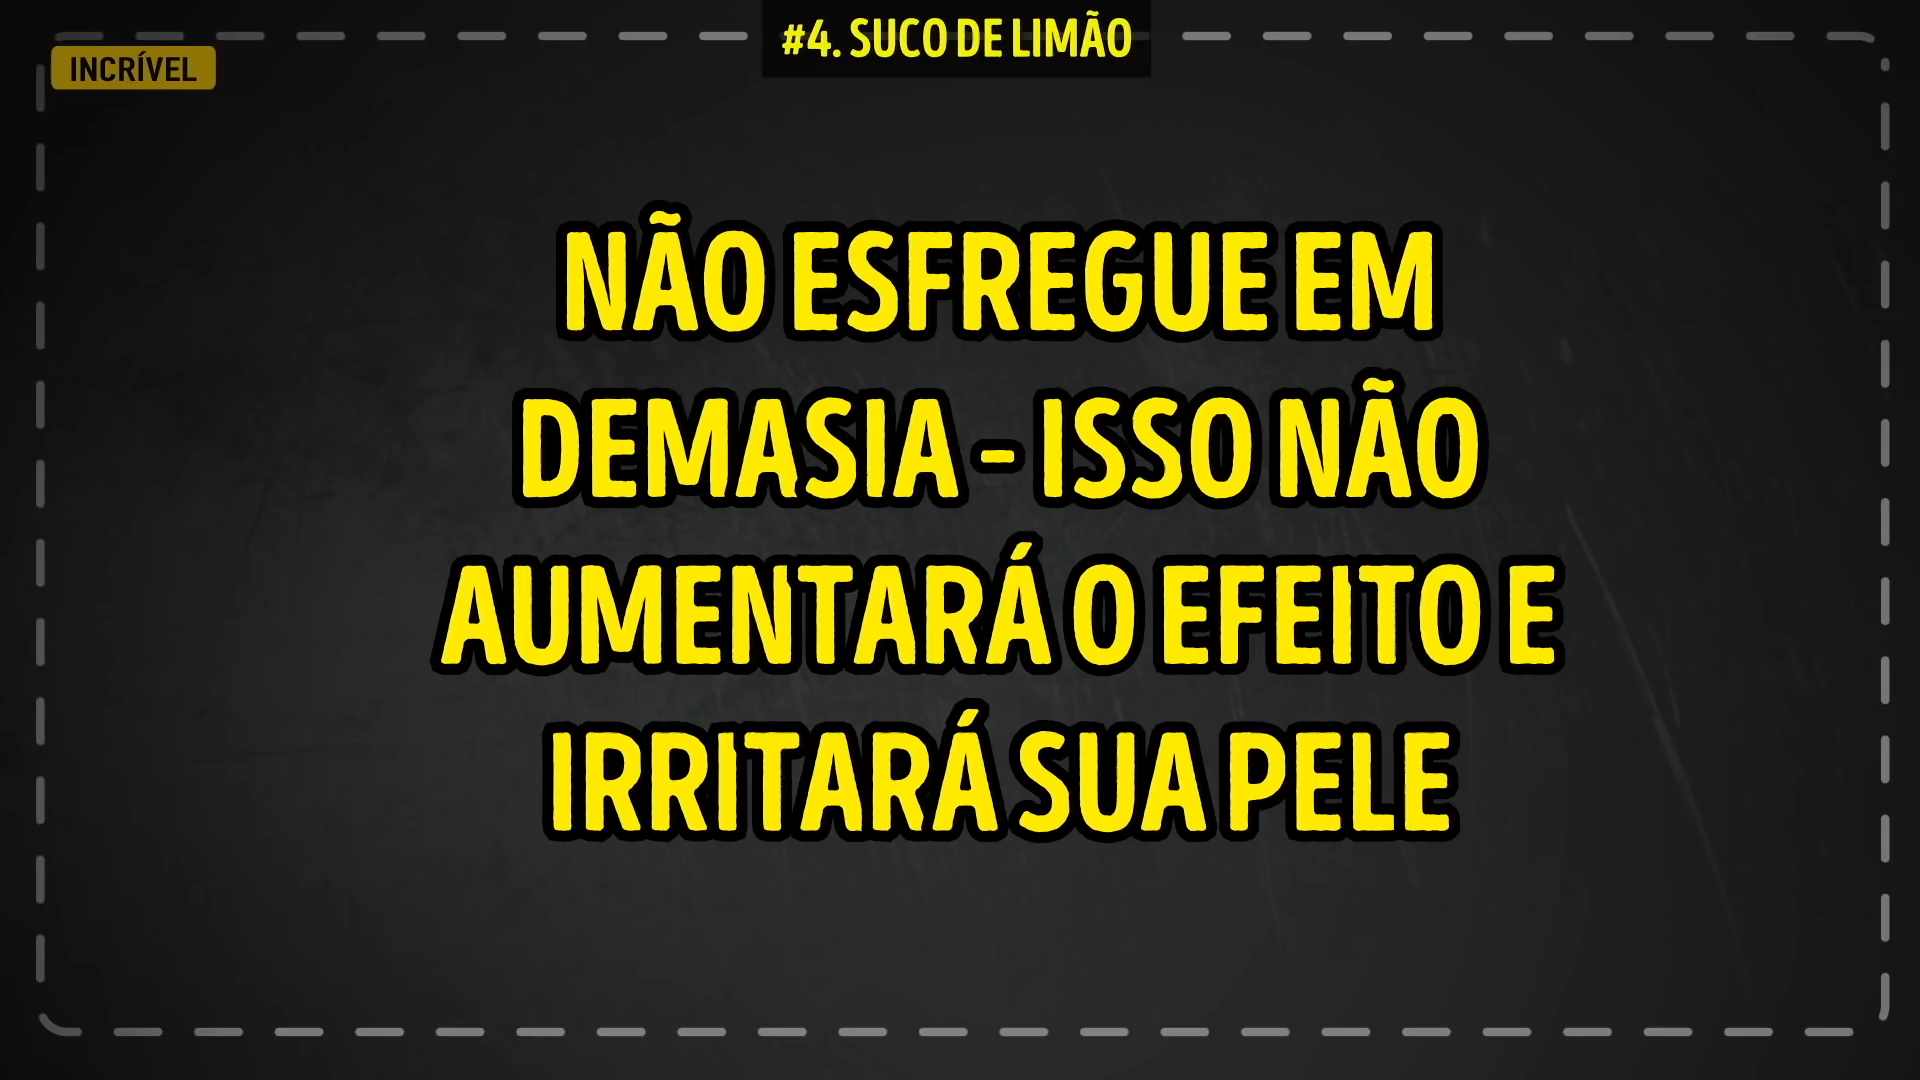 #4. SUCO DE LIMÃO
INCRÍVEL
NÃO ESFREGUE EM
DEMASIA - ISSO NÃO
AUMENTARÁ O EFEITO E
IRRITARÁ SUA PELE